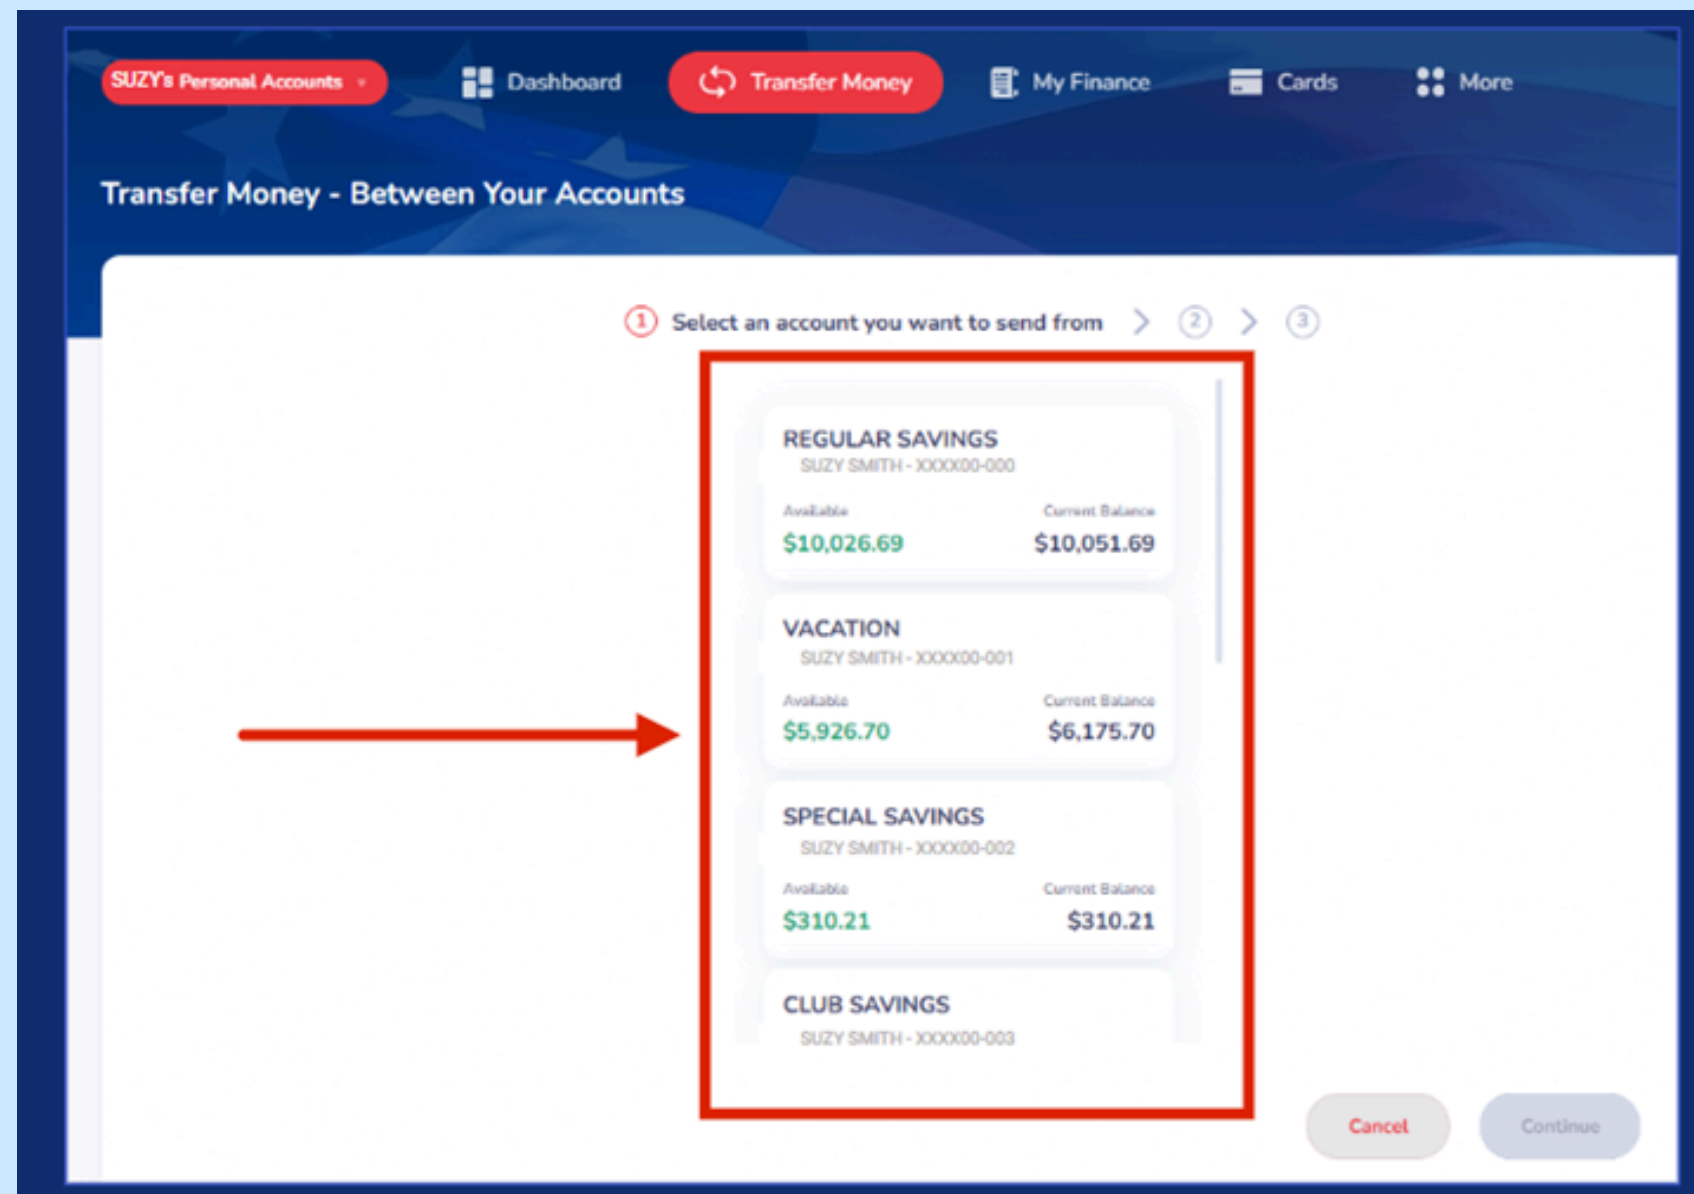 SUZY's Personal Accounts
Dashboard
Transfer Money
My Finance
Cards
More
Transfer Money - Between Your Accounts
1 Select an account you want to send from > 2 > 3
REGULAR SAVINGS
SUZY SMITH - XXXX00-000
Available Current Balance
$10,026.69 $10,051.69
VACATION
SUZY SMITH - XXXX00-001
Available Current Balance
$5,926.70 $6,175.70
SPECIAL SAVINGS
SUZY SMITH - XXXX00-002
Available Current Balance
$310.21 $310.21
CLUB SAVINGS
SUZY SMITH - XXXX00-003
Cancel
Continue